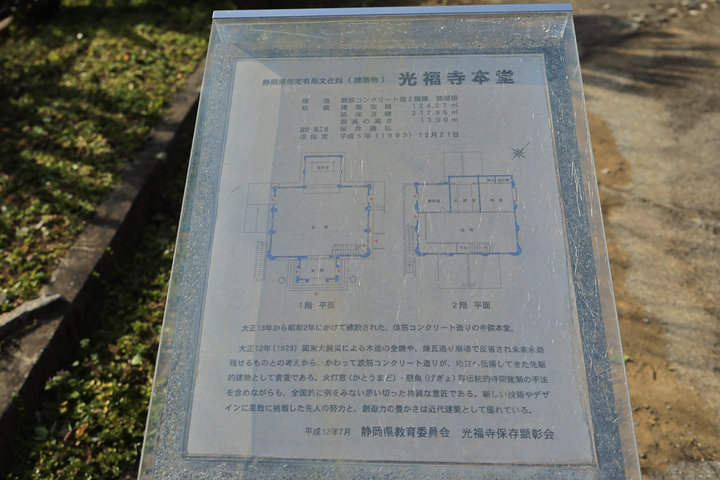 静岡県指定有形文化財（建築物） 光福寺本堂
構造 鉄筋コンクリート造2階建 陸屋根
規模 建築面積 124.27㎡
延床面積 217.95㎡
最高の高さ 13.00m
設計・施工者 桜井
県指定 平成5年（1993）12月21日
1階 平面
2階 平面
大正13年から昭和2年にかけて建設された、鉄筋コンクリート造りの寺院本堂。
大正12年（1923）関東大震災による木造の全焼や、煉瓦造り崩壊で反省され未来永劫
残せるものとの考えから、かわって鉄筋コンクリート造りが、地方に伝播してきた先駆
的建物として貴重である。火灯窓（かとうまど）・懸魚（げぎょ）等伝統的寺院建築の手法
を含めながらも、全国的に例をみない思い切った特異な意匠である。新しい技術やデザ
インに果敢に挑戦した先人の努力と、創造力の豊かさは近代建築として優れている。
平成12年7月 静岡県教育委員会 光福寺保存顕彰会